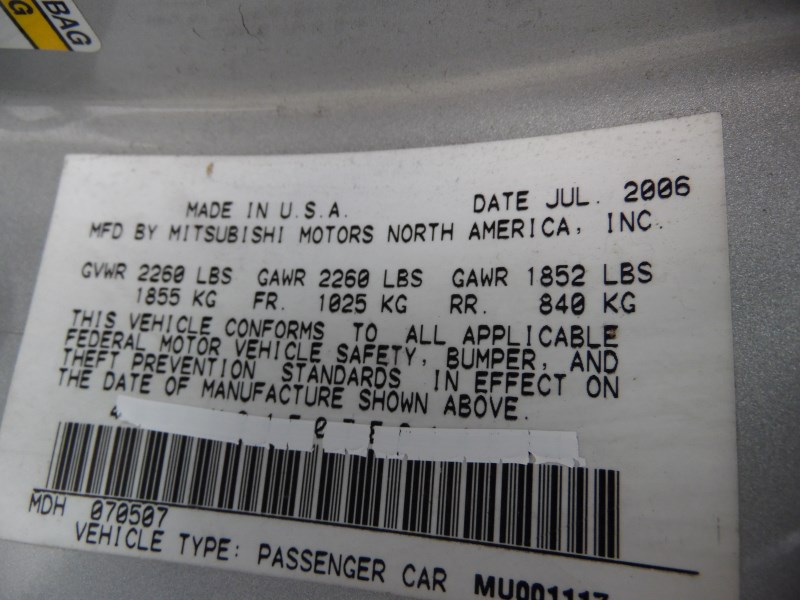 BAG
G
MADE IN U.S.A. DATE JUL. 2006
MFD BY MITSUBISHI MOTORS NORTH AMERICA, INC.
GVWR 2260 LBS GAWR 2260 LBS GAWR 1852 LBS
1855 KG FR. 1025 KG RR. 840 KG
THIS VEHICLE CONFORMS TO ALL APPLICABLE
FEDERAL MOTOR VEHICLE SAFETY, BUMPER, AND
THEFT PREVENTION STANDARDS IN EFFECT ON
THE DATE OF MANUFACTURE SHOWN ABOVE.
MDH 070507
VEHICLE TYPE: PASSENGER CAR MU001117